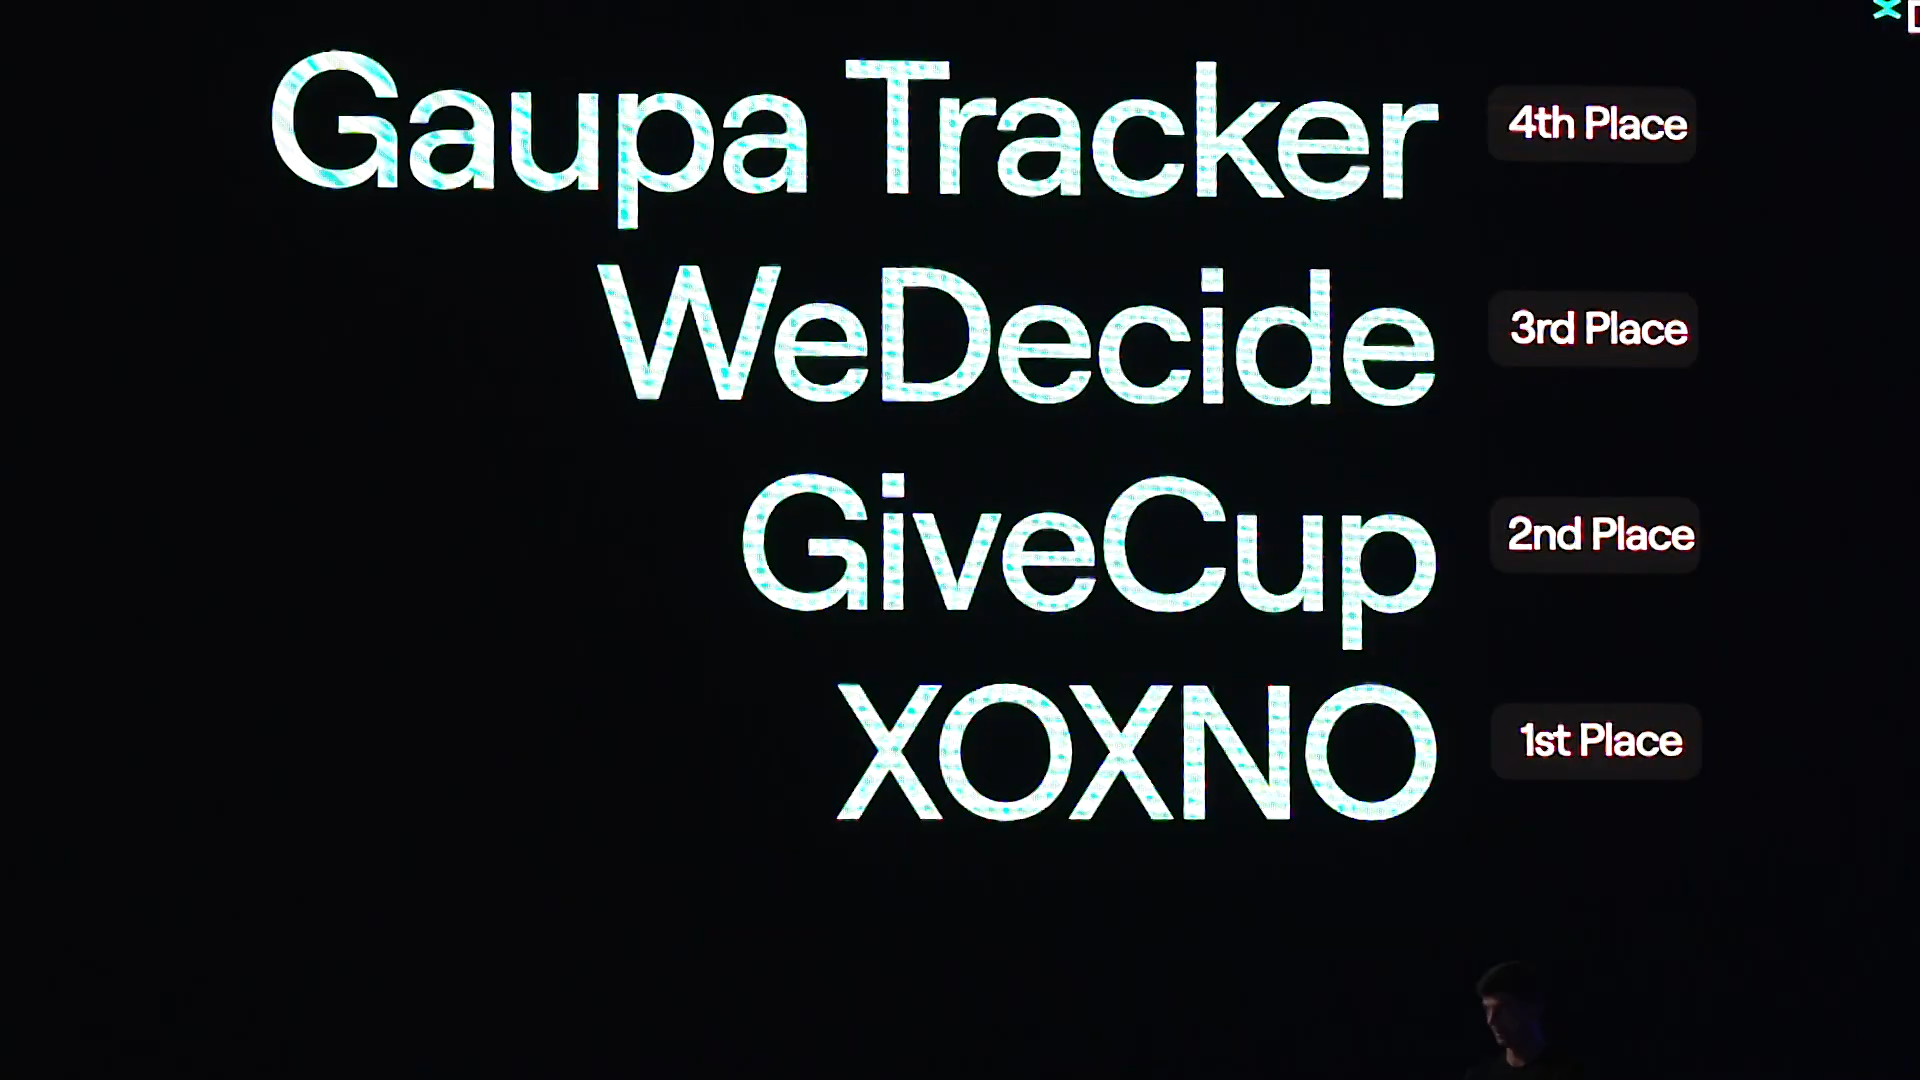 Gaupa Tracker 4th Place
WeDecide 3rd Place
GiveCup 2nd Place
XOXNO 1st Place